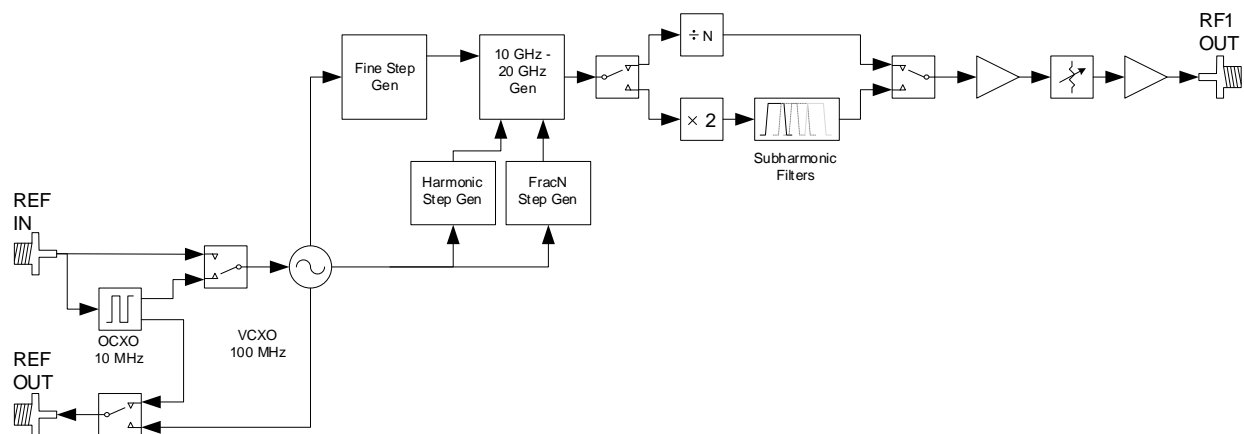 RF1
OUT
Fine Step
Gen
10 GHz -
20 GHz
Gen
÷ N
× 2
Subharmonic
Filters
Harmonic
Step Gen
FracN
Step Gen
REF
IN
OCXO
10 MHz
VCXO
100 MHz
REF
OUT